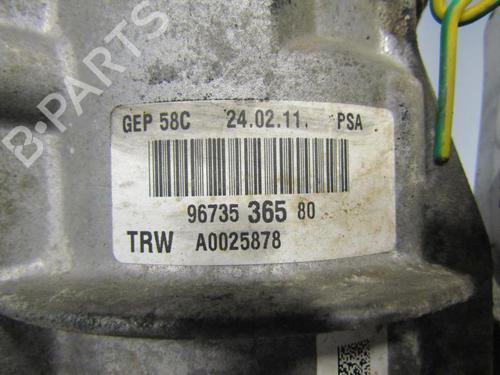 GEP 58C 24.02.11. PSA
96735 365 80
TRW A0025878
B-PARTS